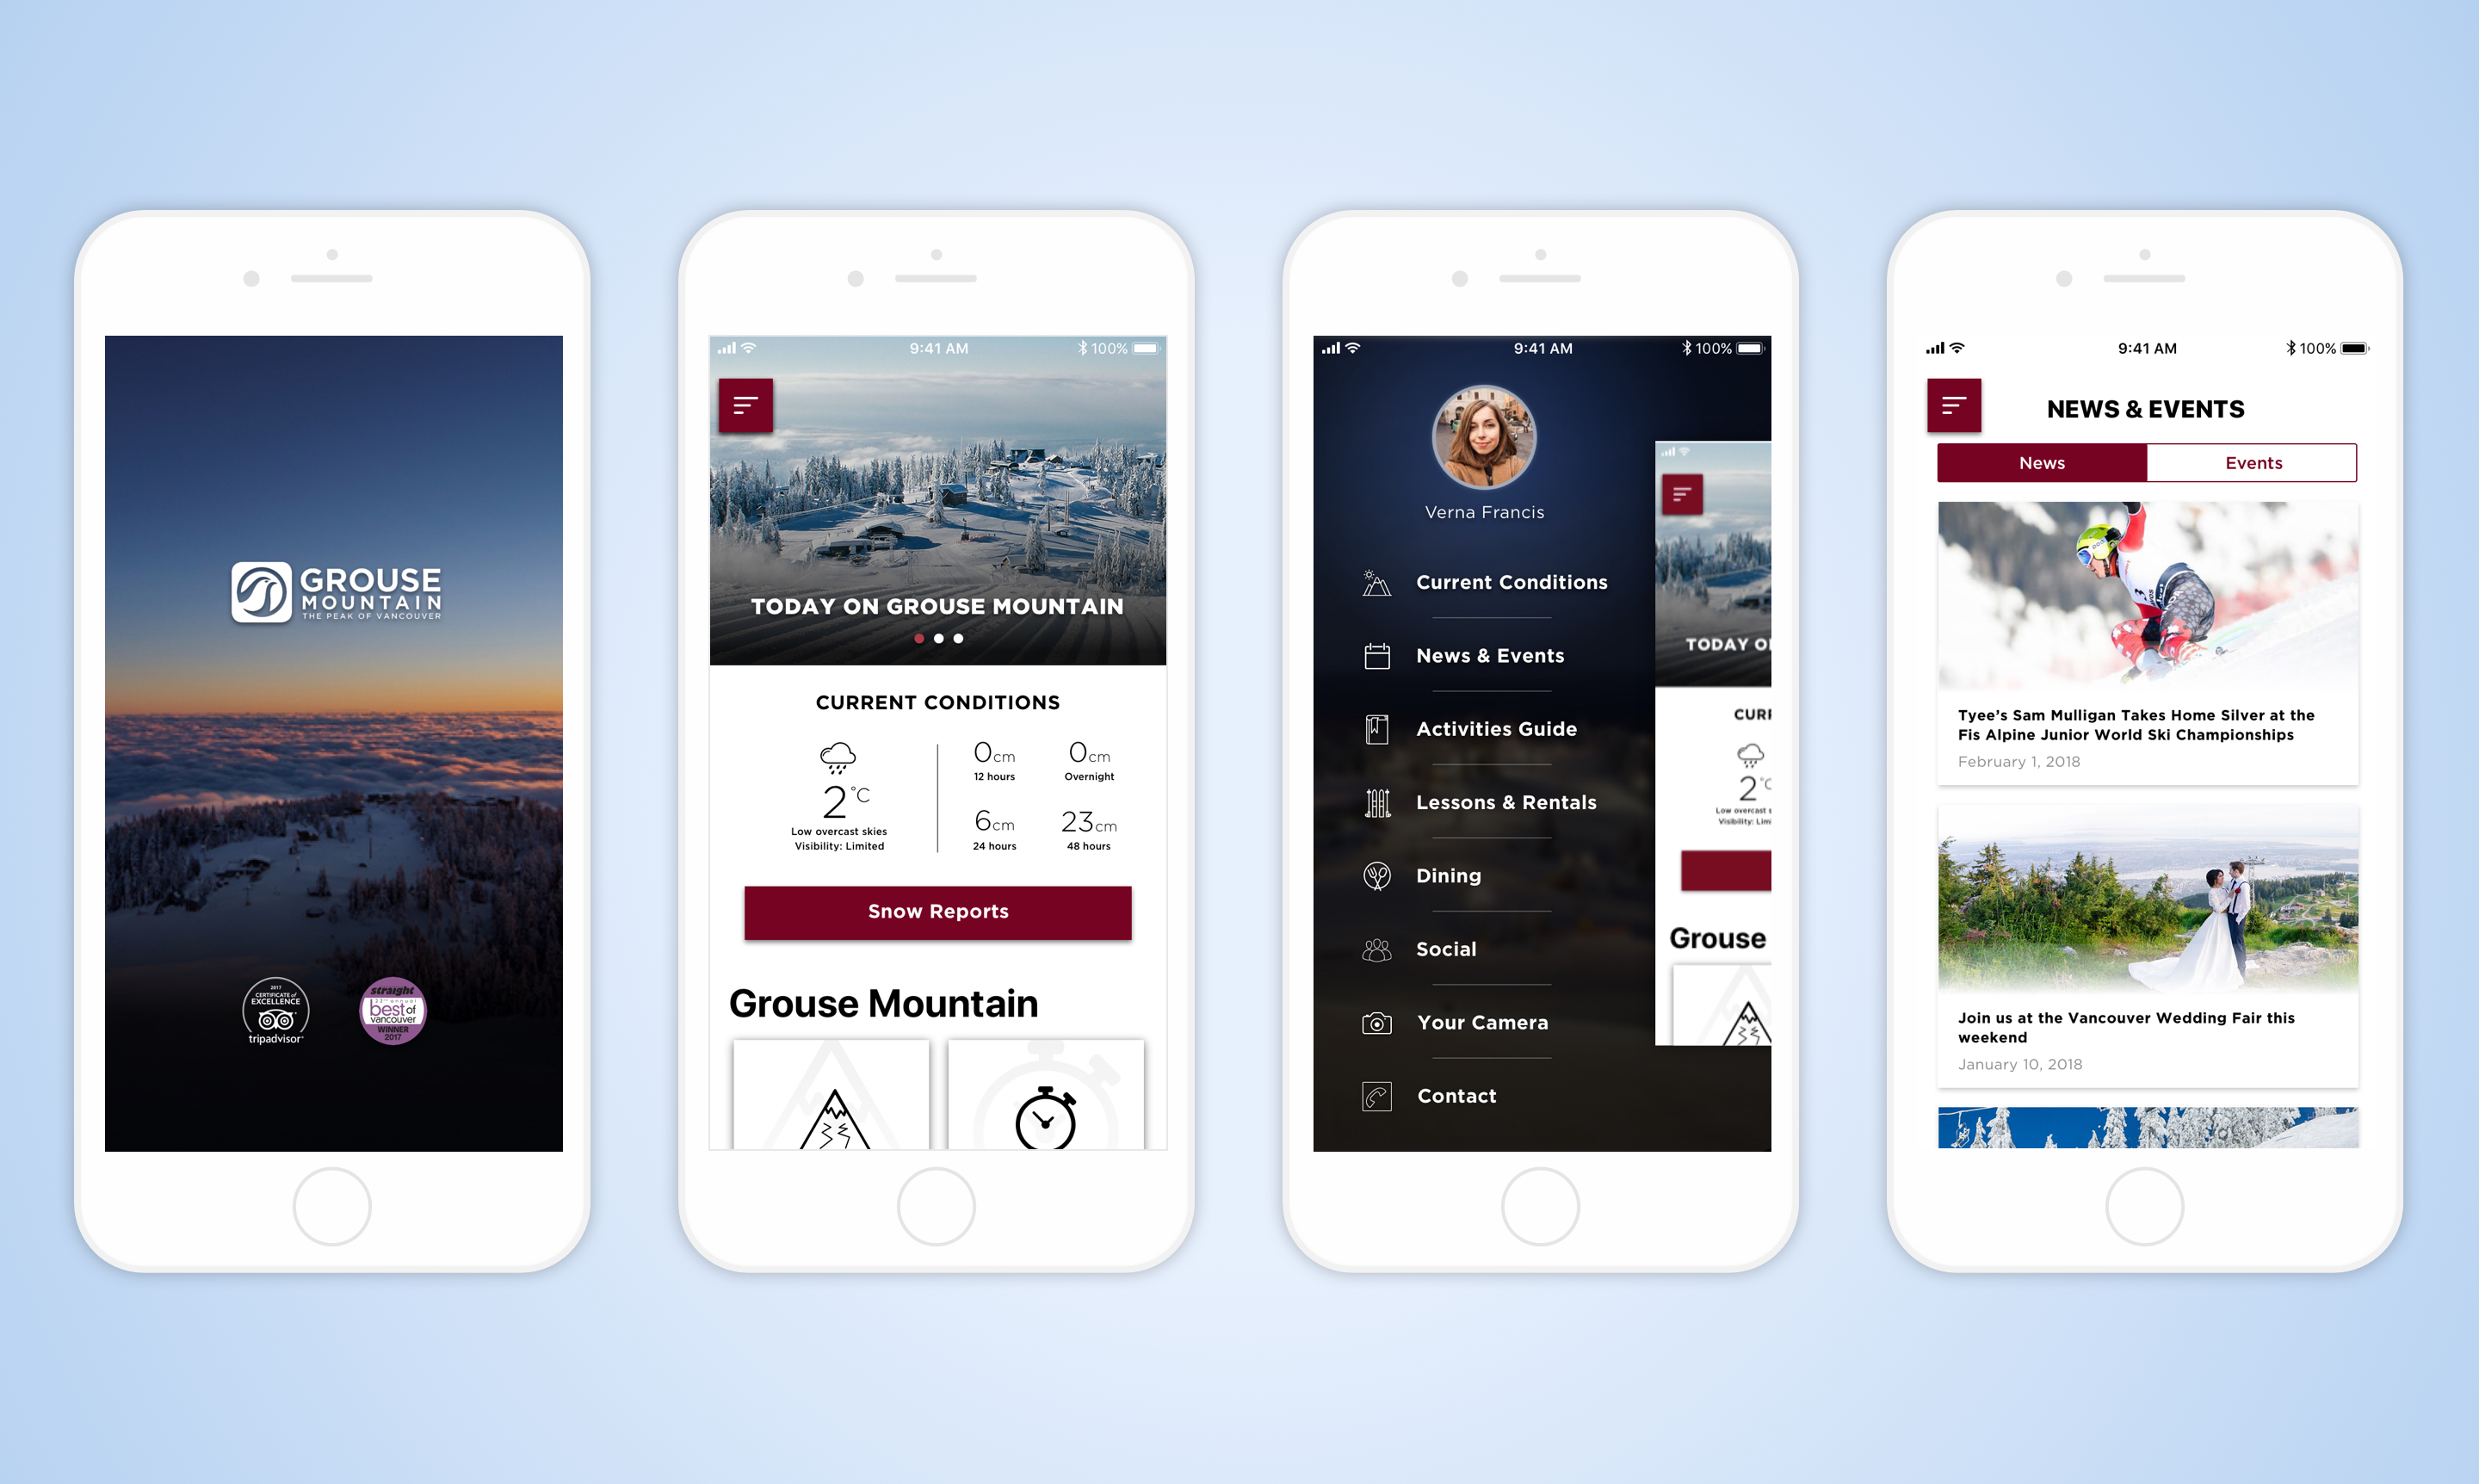 GROUSE
MOUNTAIN
THE PEAK OF VANCOUVER
2017
CERTIFICATE of
EXCELLENCE
tripadvisor
straight
22nd annual
best of
vancouver
WINNER
2017
9:41 AM
100%
TODAY ON GROUSE MOUNTAIN
CURRENT CONDITIONS
2°C
Low overcast skies
Visibility: Limited
0cm 0cm
12 hours Overnight
6cm 23cm
24 hours 48 hours
Snow Reports
Grouse Mountain
9:41 AM
100%
Verna Francis
Current Conditions
News & Events
Activities Guide
Lessons & Rentals
Dining
Social
Your Camera
Contact
TODAY O
CURR
2°C
Low overcast s
Visibility: Lim
Grouse
9:41 AM
100%
NEWS & EVENTS
News Events
Tyee’s Sam Mulligan Takes Home Silver at the
Fis Alpine Junior World Ski Championships
February 1, 2018
Join us at the Vancouver Wedding Fair this
weekend
January 10, 2018